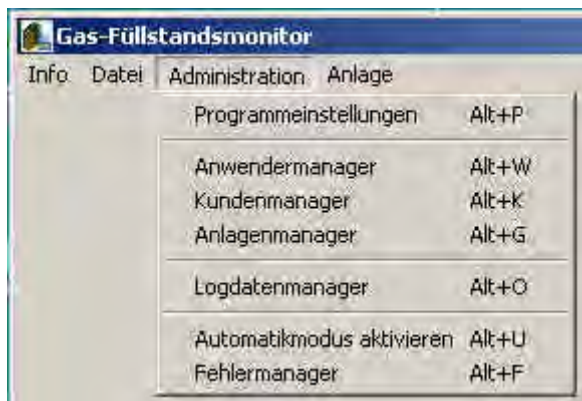 Gas-Füllstandsmonitor
Info Datei Administration Anlage
Programmeinstellungen Alt+P
Anwendermanager Alt+W
Kundenmanager Alt+K
Anlagenmanager Alt+G
Logdatenmanager Alt+O
Automatikmodus aktivieren Alt+U
Fehlermanager Alt+F